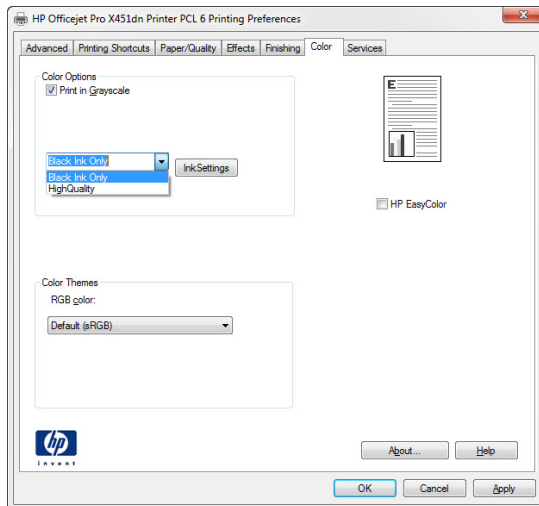 HP Officejet Pro X451dn Printer PCL 6 Printing Preferences
Advanced Printing Shortcuts Paper/Quality Effects Finishing Color Services
Color Options
Print in Grayscale
E
Black Ink Only
InkSettings
Black Ink Only
HighQuality
HP EasyColor
Color Themes
RGB color:
Default (sRGB)
hp
invent
About... Help
OK Cancel Apply